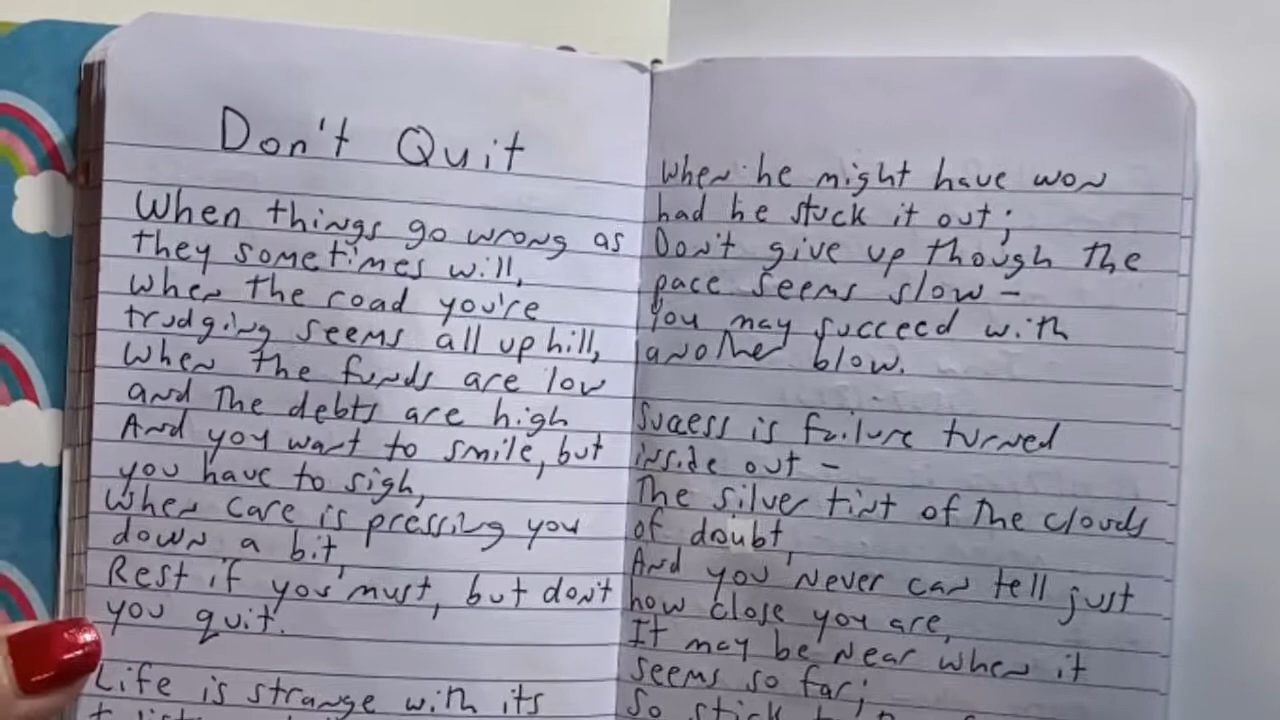 Don't Quit
When things go wrong as
they sometimes will,
when the road you're
trudging seems all uphill,
When the funds are low
and the debts are high
And you want to smile, but
you have to sigh,
When care is pressing you
down a bit,
Rest if you must, but don't
you quit.
Life is strange with its
When he might have won
had he stuck it out;
Don't give up though the
pace seems slow -
You may succeed with
another blow.
Success is failure turned
inside out -
The silver tint of the clouds
of doubt,
And you never can tell just
how close you are,
It may be near when it
seems so far;
So stick